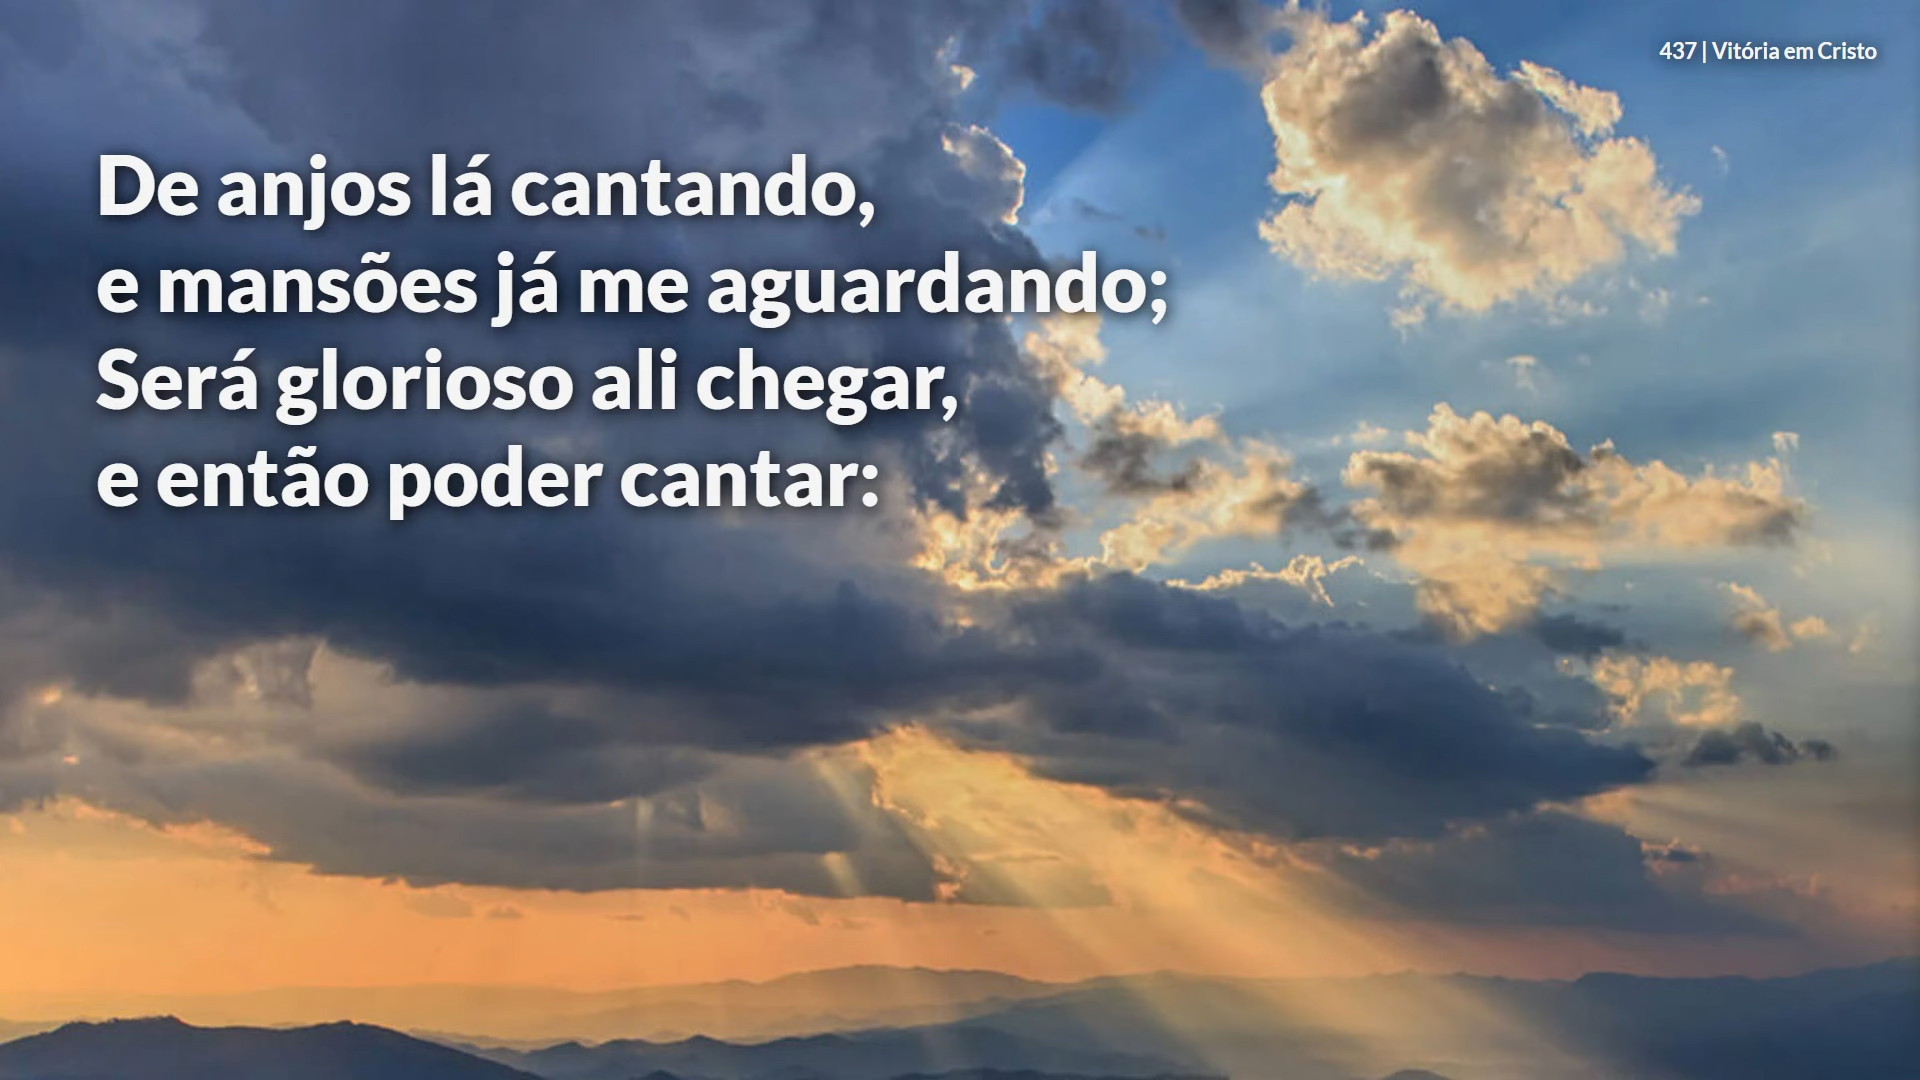 437 | Vitória em Cristo
De anjos lá cantando,
e mansões já me aguardando;
Será glorioso ali chegar,
e então poder cantar: